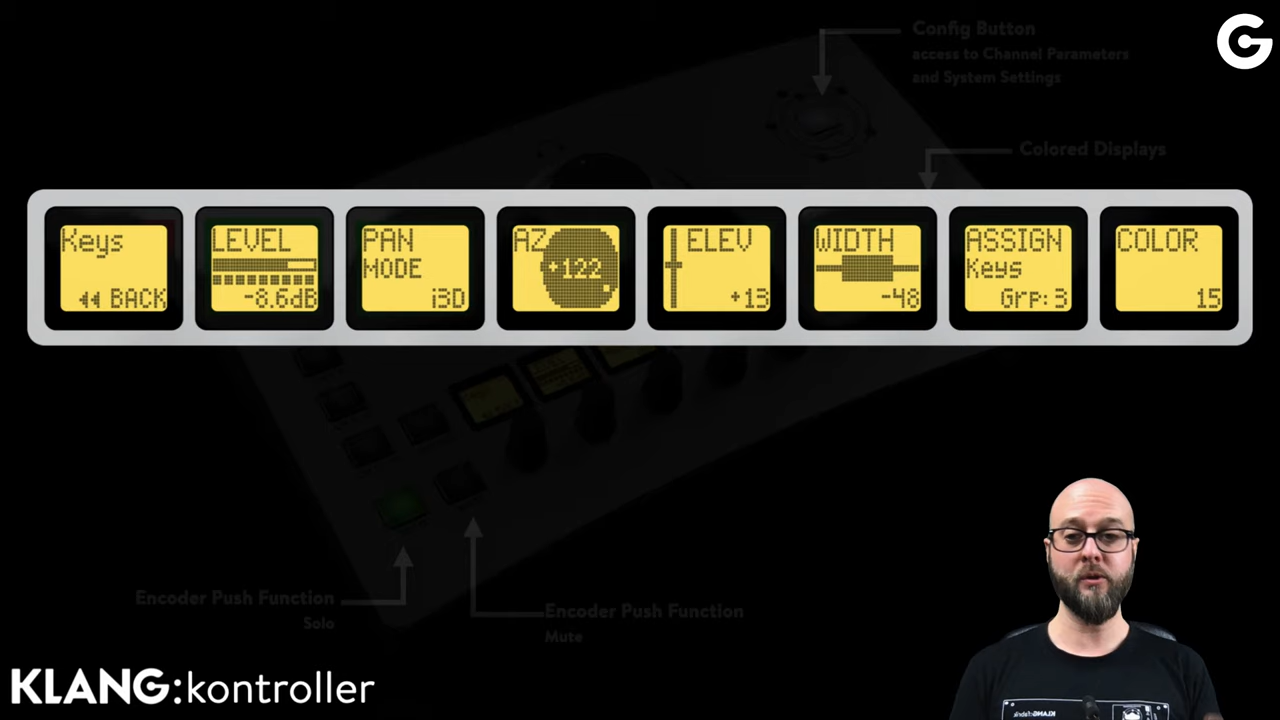 Config Button
access to Channel Parameters
and System Settings
Colored Displays
Keys
BACK
LEVEL
-8.6dB
PAN
MODE
i3D
AZ
+122
ELEV
+13
WIDTH
-48
ASSIGN
Keys
Grp:3
COLOR
15
Encoder Push Function
Solo
Encoder Push Function
Mute
KLANG:kontroller